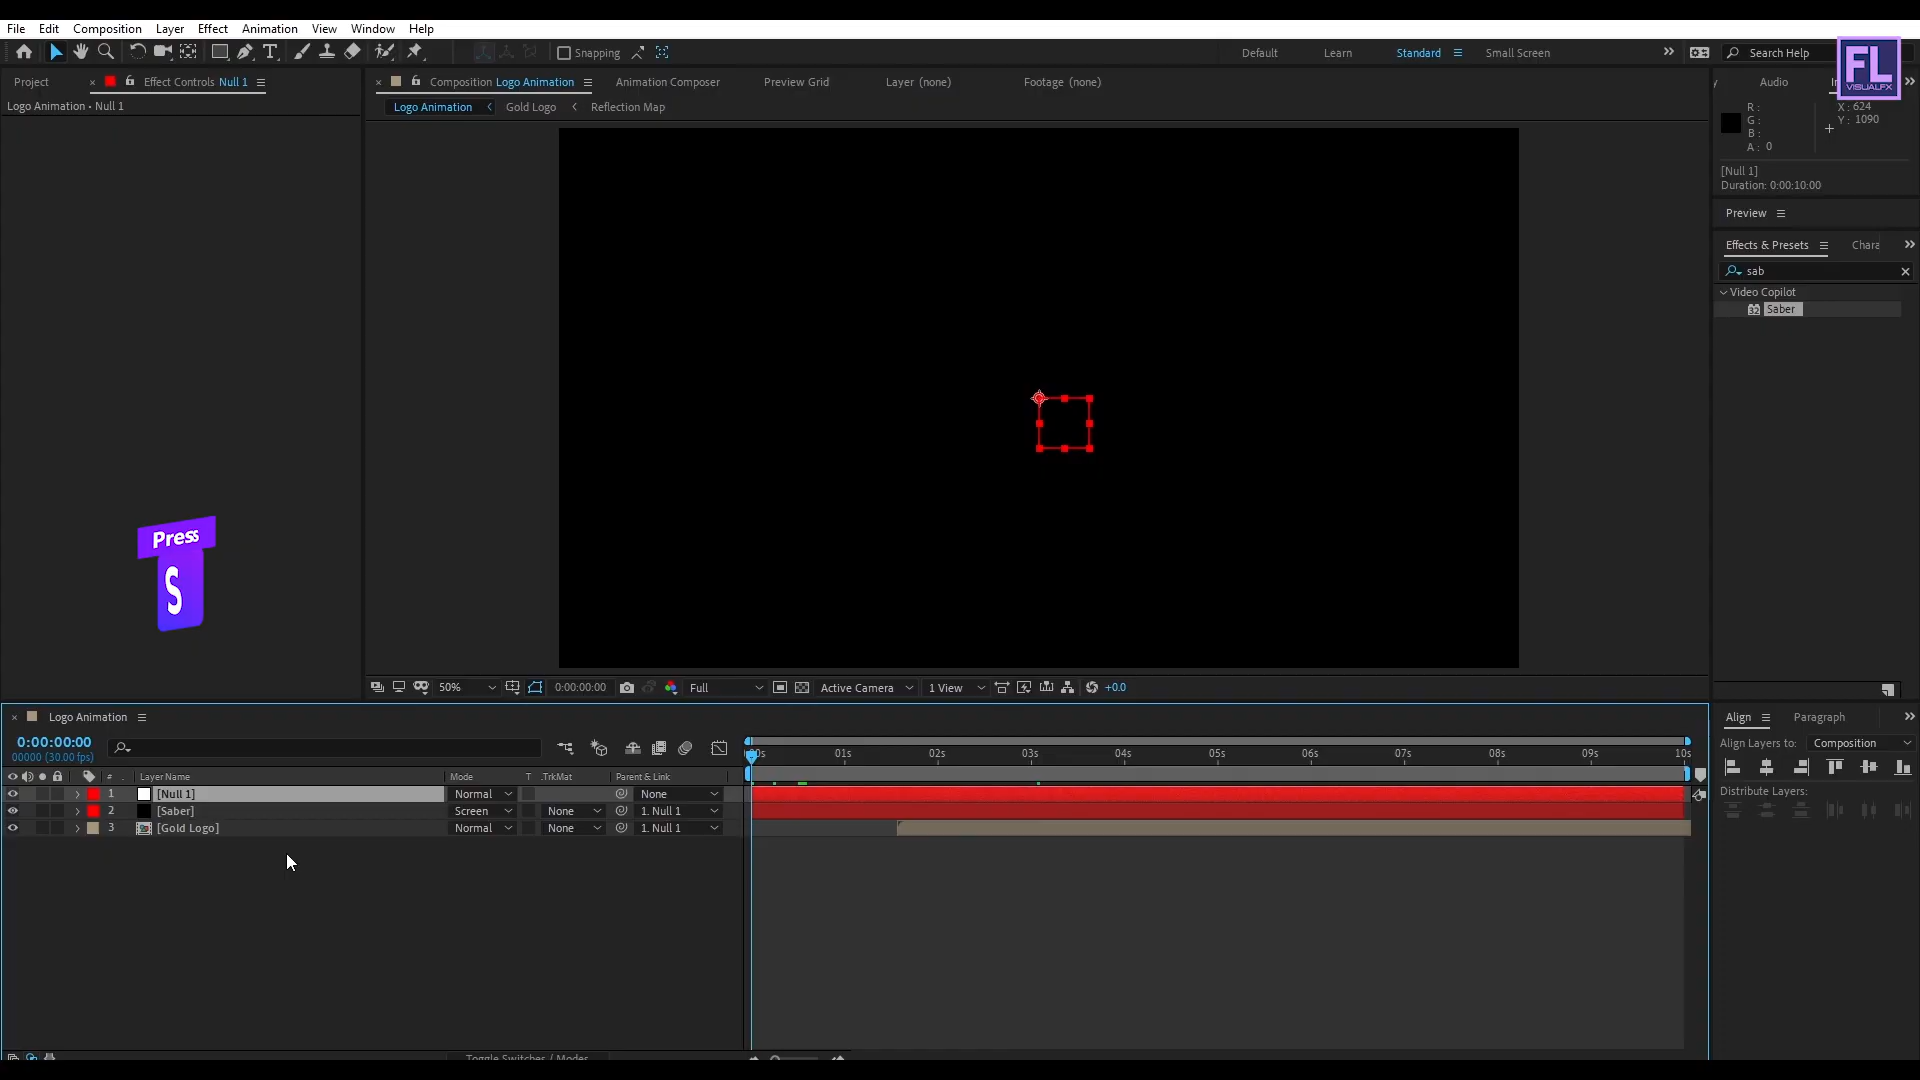 File Edit Composition Layer Effect Animation View Window Help
Snapping Default Learn Standard Small Screen Search Help
FL
VISUALFX
Project Effect Controls Null 1 Composition Logo Animation Animation Composer Preview Grid Layer (none) Footage (none) Audio
Logo Animation • Null 1
Logo Animation Gold Logo Reflection Map
R :
G :
B :
A : 0
X : 624
Y : 1090
[Null 1]
Duration: 0:00:10:00
Preview
Effects & Presets Chara
sab
Video Copilot
32 Saber
Press
S
50% 0:00:00:00 Full Active Camera 1 View +0.0
Logo Animation
Align Paragraph
0:00:00:00
00000 (30.00 fps)
Align Layers to: Composition
00s 01s 02s 03s 04s 05s 06s 07s 08s 09s 10s
# Layer Name Mode T .TrkMat Parent & Link
1 [Null 1] Normal None
2 [Saber] Screen None 1. Null 1
3 [Gold Logo] Normal None 1. Null 1
Distribute Layers:
Toggle Switches / Modes